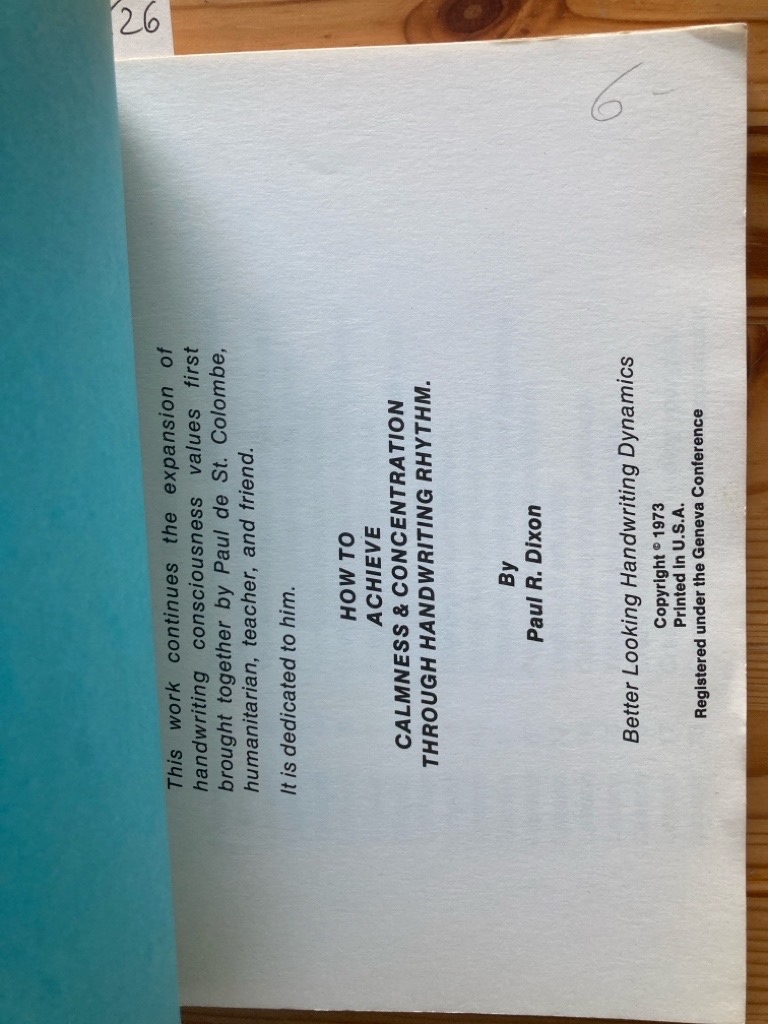 26
6-
This work continues the expansion of
handwriting consciousness values first
brought together by Paul de St. Colombe,
humanitarian, teacher, and friend.
It is dedicated to him.
HOW TO
ACHIEVE
CALMNESS & CONCENTRATION
THROUGH HANDWRITING RHYTHM.
By
Paul R. Dixon
Better Looking Handwriting Dynamics
Copyright © 1973
Printed in U.S.A.
Registered under the Geneva Conference